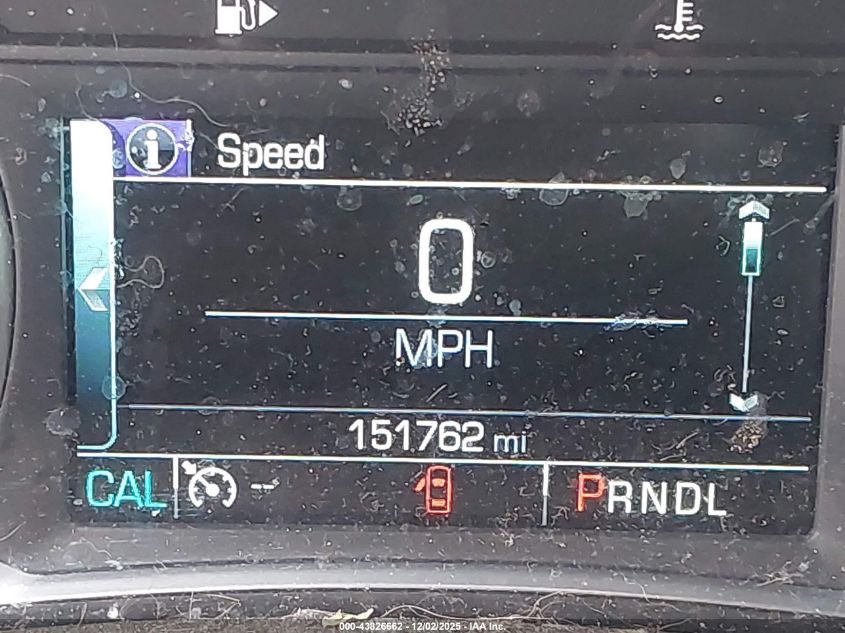 Speed
0
MPH
151762 mi
CAL -- PRNDL
000-43826662 - 12/02/2025 - IAA Inc.